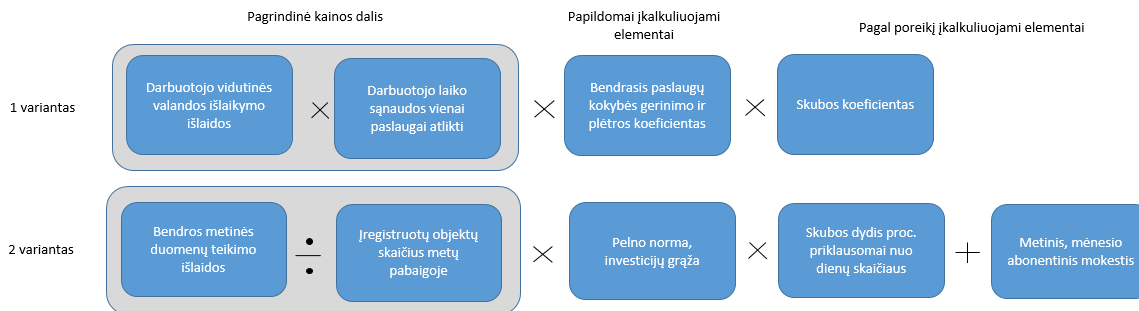 Pagrindinė kainos dalis
Papildomai įkalkuliuojami
elementai
Pagal poreikį įkalkuliuojami elementai
1 variantas
Darbuotojo vidutinės
valandos išlaikymo
išlaidos
×
Darbuotojo laiko
sąnaudos vienai
paslaugai atlikti
×
Bendrasis paslaugų
kokybės gerinimo ir
plėtros koeficientas
×
Skubos koeficientas
2 variantas
Bendros metinės
duomenų teikimo
išlaidos
÷
Įregistruotų objektų
skaičius metų
pabaigoje
×
Pelno norma,
investicijų grąža
×
Skubos dydis proc.
priklausomai nuo
dienų skaičiaus
+
Metinis, mėnesio
abonentinis mokestis